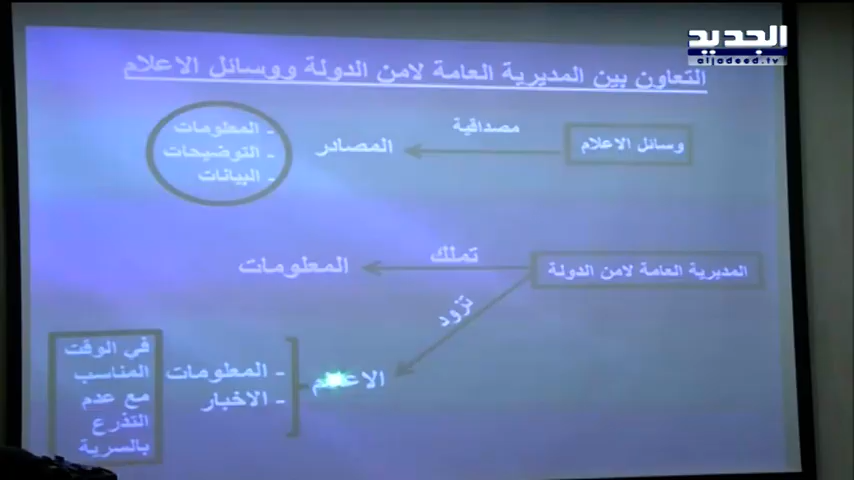 الجديد
aljadeed.tv
التعاون بين المديرية العامة لامن الدولة ووسائل الاعلام
وسائل الاعلام
مصداقية
المصادر
- المعلومات
- التوضيحات
- البيانات
المديرية العامة لامن الدولة
تملك
المعلومات
تزود
الاعلام
- المعلومات
- الاخبار
في الوقت
المناسب
مع عدم
التذرع
بالسرية